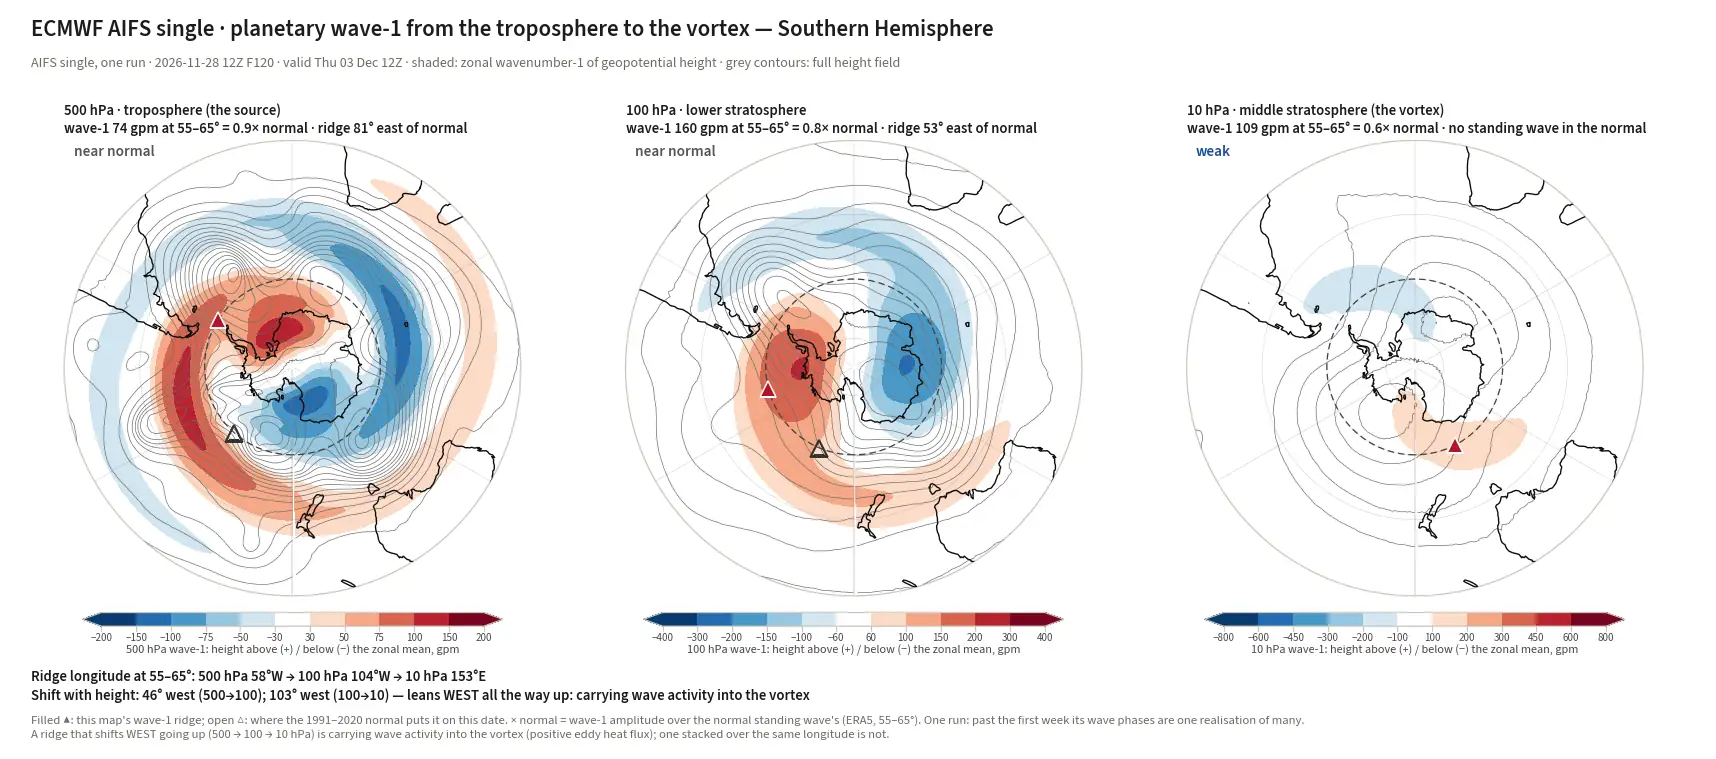 ECMWF AIFS single · planetary wave-1 from the troposphere to the vortex — Southern Hemisphere
AIFS single, one run · 2026-11-28 12Z F120 · valid Thu 03 Dec 12Z · shaded: zonal wavenumber-1 of geopotential height · grey contours: full height field
500 hPa · troposphere (the source)
wave-1 74 gpm at 55–65° = 0.9× normal · ridge 81° east of normal
near normal
100 hPa · lower stratosphere
wave-1 160 gpm at 55–65° = 0.8× normal · ridge 53° east of normal
near normal
10 hPa · middle stratosphere (the vortex)
wave-1 109 gpm at 55–65° = 0.6× normal · no standing wave in the normal
weak
−200 −150 −100 −75 −50 −30 30 50 75 100 150 200
500 hPa wave-1: height above (+) / below (−) the zonal mean, gpm
−400 −300 −200 −150 −100 −60 60 100 150 200 300 400
100 hPa wave-1: height above (+) / below (−) the zonal mean, gpm
−800 −600 −450 −300 −200 −100 100 200 300 450 600 800
10 hPa wave-1: height above (+) / below (−) the zonal mean, gpm
Ridge longitude at 55–65°: 500 hPa 58°W → 100 hPa 104°W → 10 hPa 153°E
Shift with height: 46° west (500→100); 103° west (100→10) — leans WEST all the way up: carrying wave activity into the vortex
Filled ▲: this map's wave-1 ridge; open △: where the 1991–2020 normal puts it on this date. × normal = wave-1 amplitude over the normal standing wave's (ERA5, 55–65°). One run: past the first week its wave phases are one realisation of many.
A ridge that shifts WEST going up (500 → 100 → 10 hPa) is carrying wave activity into the vortex (positive eddy heat flux); one stacked over the same longitude is not.